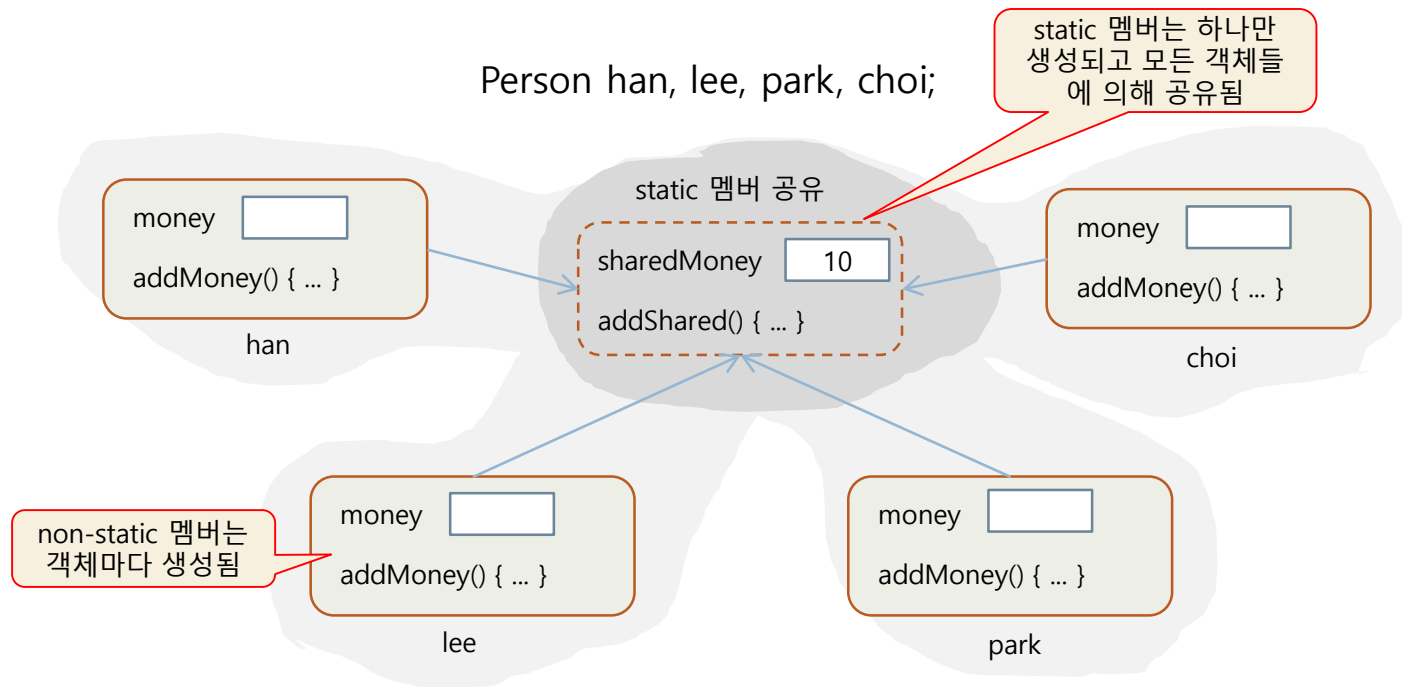 static 멤버는 하나만
생성되고 모든 객체들
에 의해 공유됨
Person han, lee, park, choi;
static 멤버 공유
money
addMoney() { ... }
han
sharedMoney 10
addShared() { ... }
money
addMoney() { ... }
choi
non-static 멤버는
객체마다 생성됨
money
addMoney() { ... }
lee
money
addMoney() { ... }
park